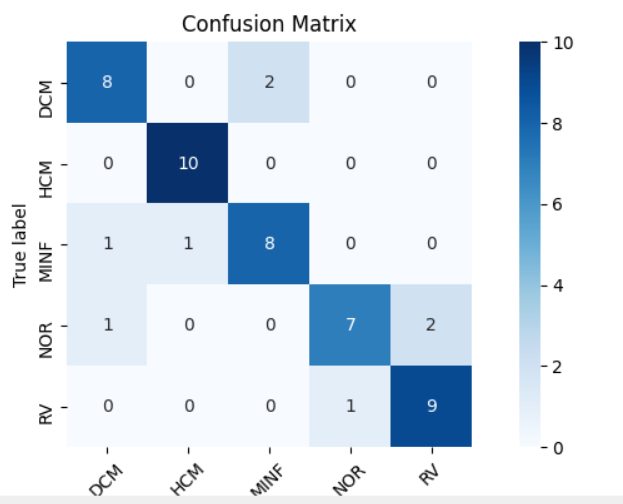 Confusion Matrix
DCM 8 0 2 0 0
HCM 0 10 0 0 0
MINF 1 1 8 0 0
NOR 1 0 0 7 2
RV 0 0 0 1 9
True label
DCM HCM MINF NOR RV
10
8
6
4
2
0